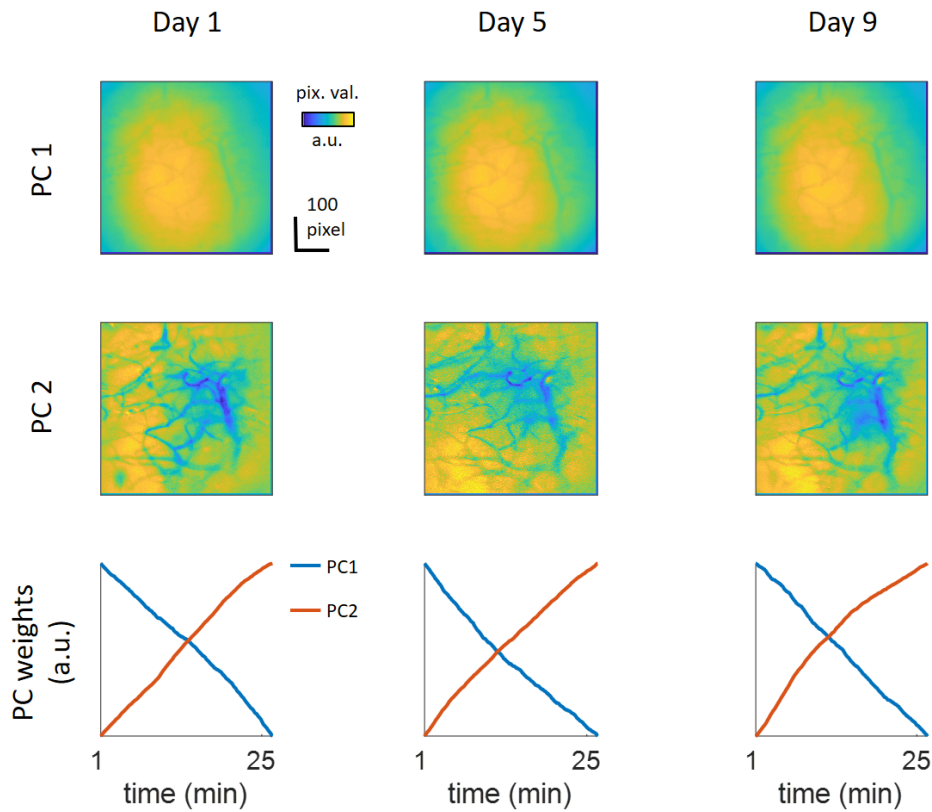 Day 1
Day 5
Day 9
PC 1
pix. val.
a.u.
100
pixel
PC 2
PC weights
(a.u.)
PC1
PC2
1
25
1
25
1
25
time (min)
time (min)
time (min)